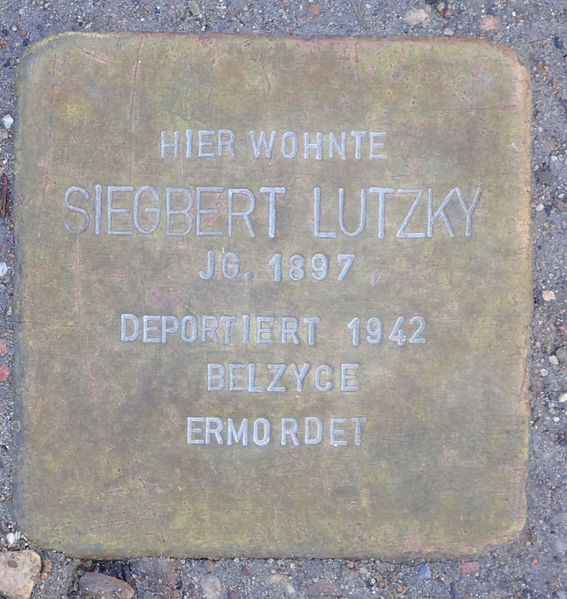 HIER WOHNTE
SIEGBERT LUTZKY
JG. 1897
DEPORTIERT 1942
BELZYCE
ERMORDET